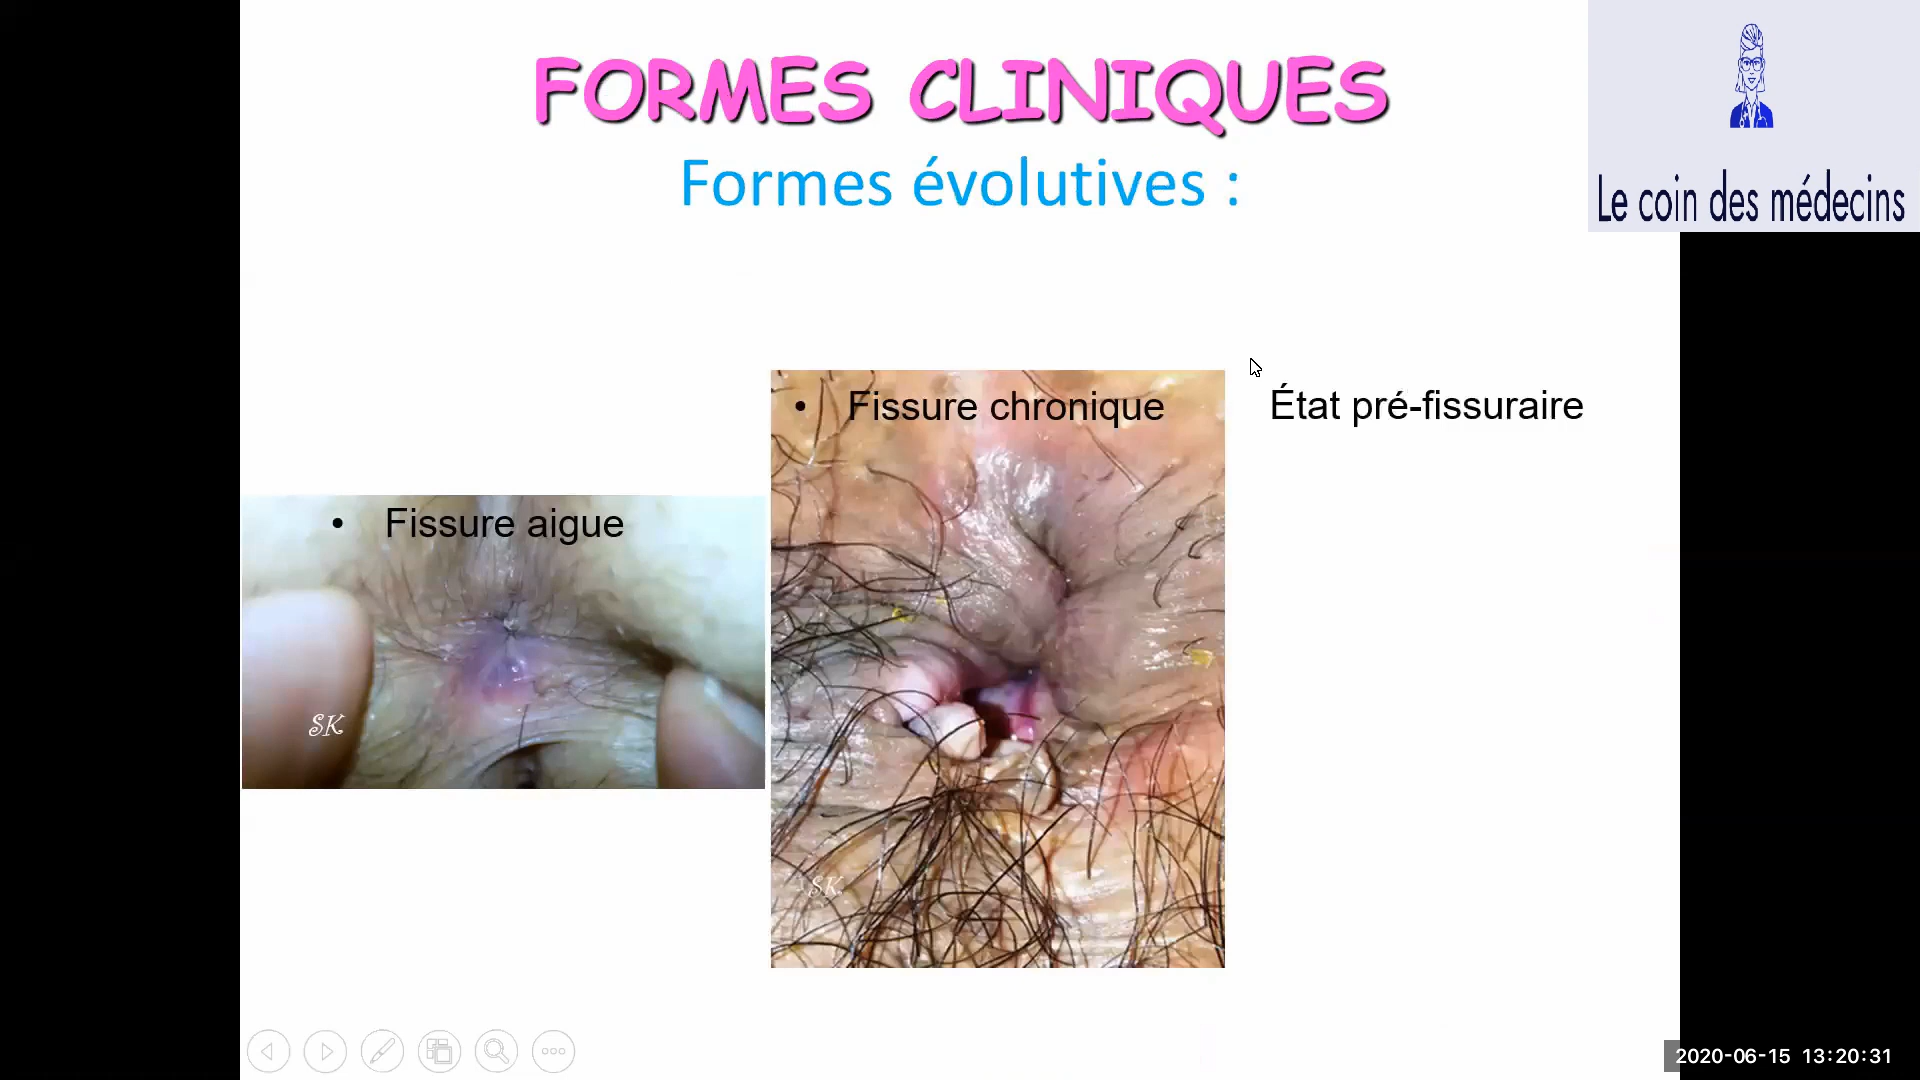 FORMES CLINIQUES
Formes évolutives :
Le coin des médecins
• Fissure chronique
État pré-fissuraire
• Fissure aigue
SK
SK
2020-06-15 13:20:31